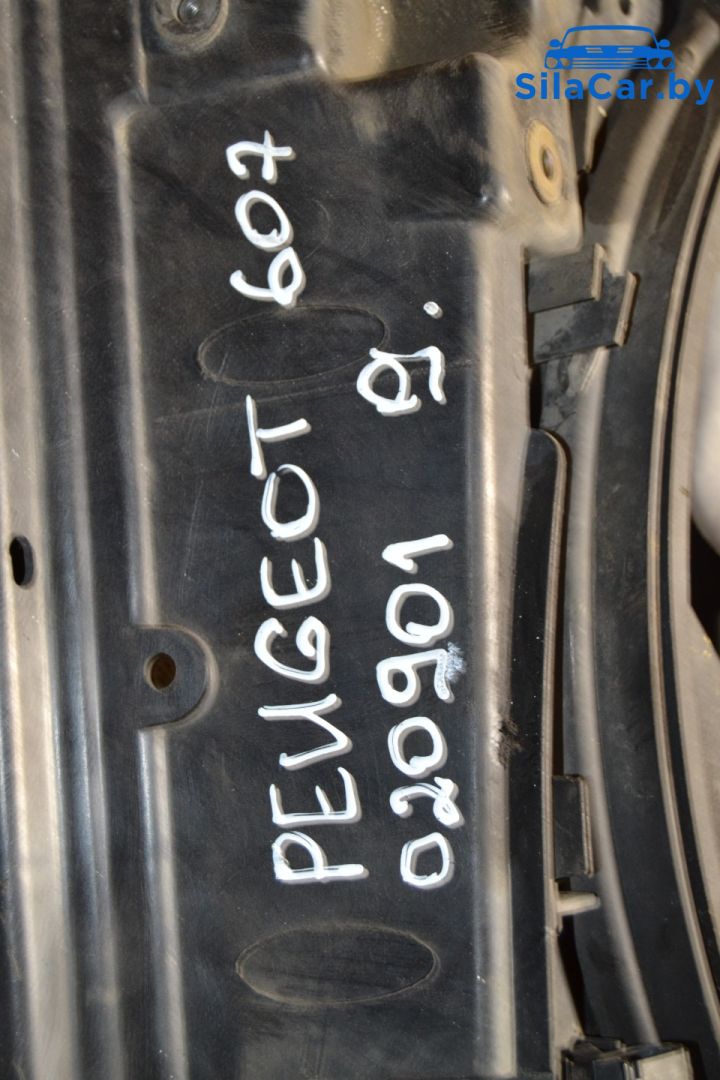 SilaCar.by
PEUGEOT 607
020901 д.